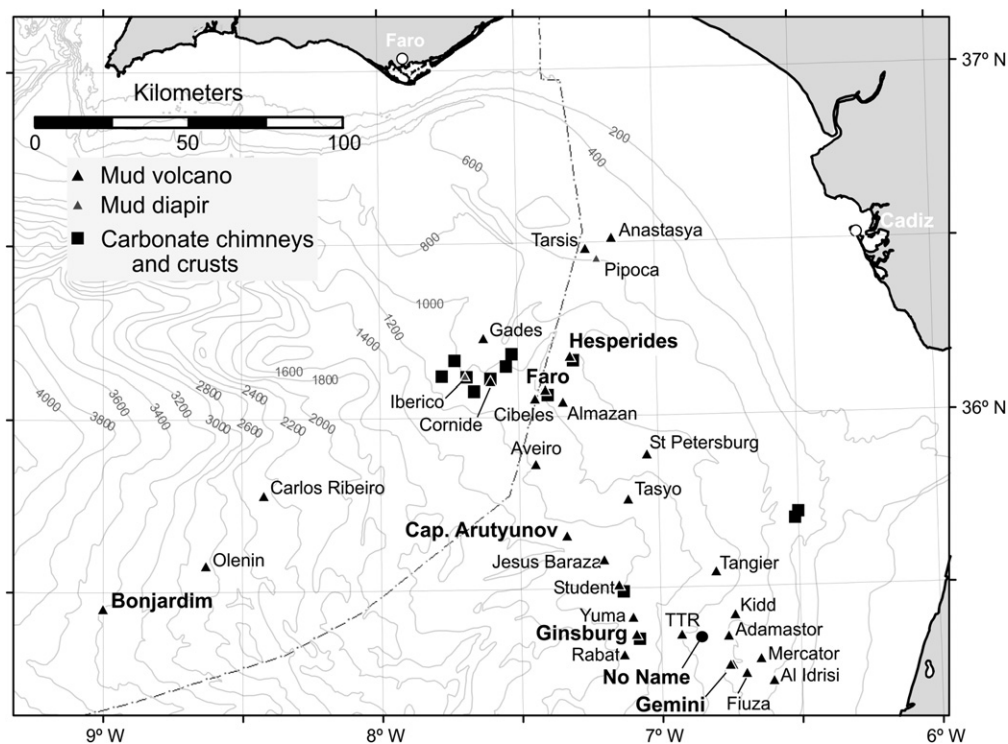 Faro
37° N
Kilometers
0 50 100
200
400
600
Mud volcano
Mud diapir
Carbonate chimneys
and crusts
Cadiz
Anastasya
Tarsis
800
Pipoca
1000
1200
Gades
1400
Hesperides
1600
1800
Faro
2800
Iberico
4000
3600
2400
3800
3400
2000
Cibeles
Almazan
36° N
3200
3000
2200
Cornide
2600
Aveiro
St Petersburg
Carlos Ribeiro
Tasyo
Cap. Arutyunov
Olenin
Jesus Baraza
Tangier
Student
Bonjardim
Kidd
Yuma
TTR
Ginsburg
Adamastor
Rabat
Mercator
No Name
Al Idrisi
Gemini
Fiuza
9° W
8° W
7° W
6° W